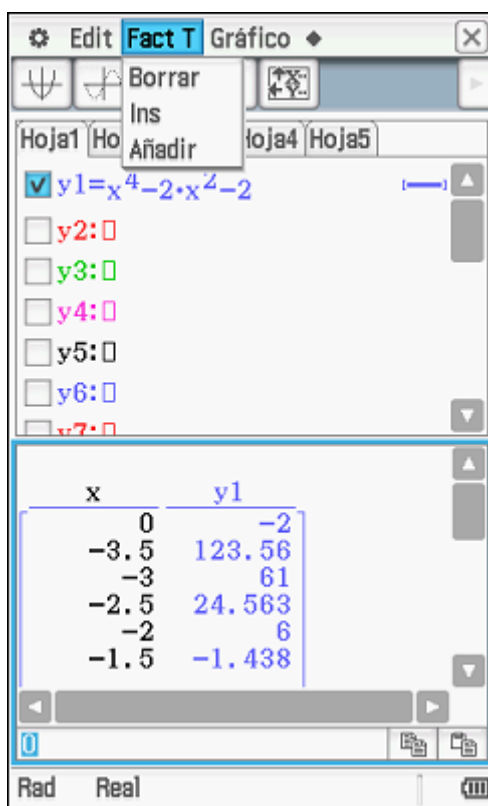 Edit Fact T Gráfico ◆
Borrar
Ins
Añadir
Hoja1 Ho Hoja4 Hoja5
y1=x^4-2·x^2-2
y2:□
y3:□
y4:□
y5:□
y6:□
y7:□
x y1
0 -2
-3.5 123.56
-3 61
-2.5 24.563
-2 6
-1.5 -1.438
0
Rad Real